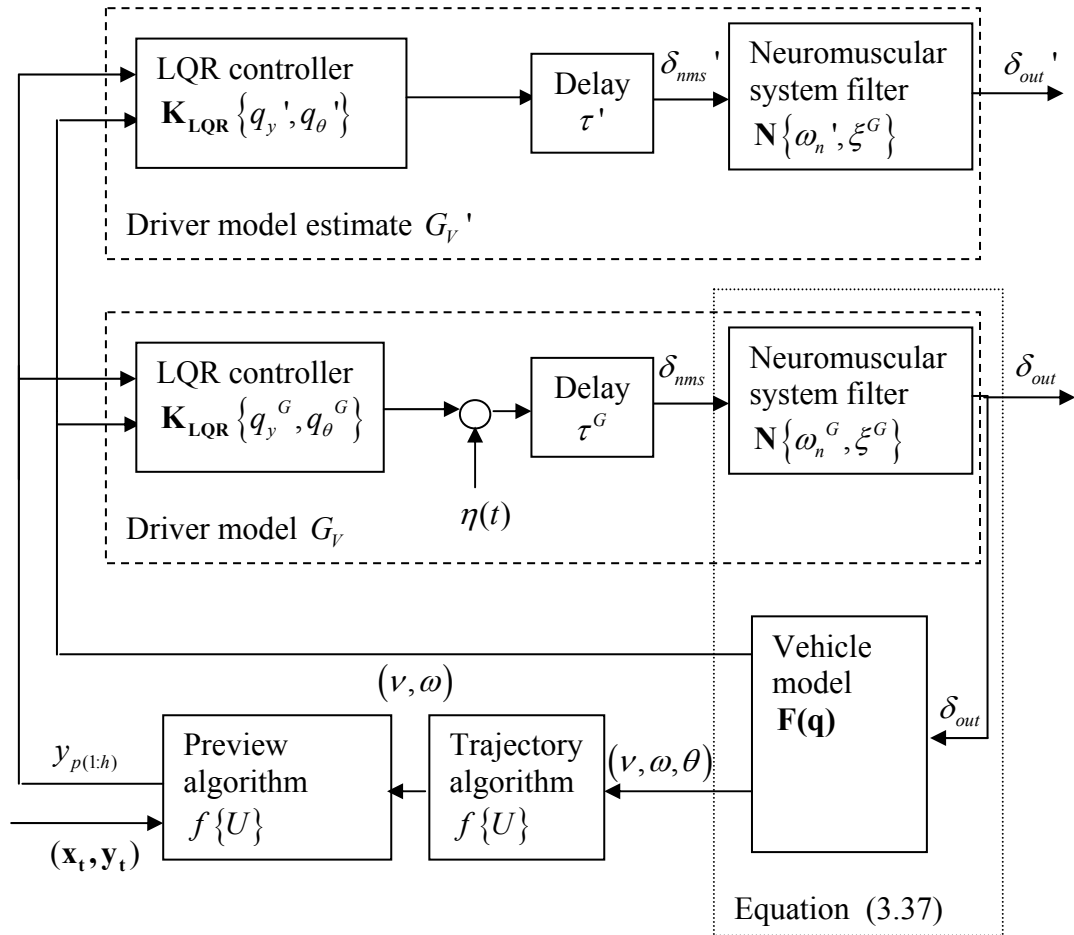 LQR controller
K_LQR {q_y', q_θ'}
Delay
τ'
δ_nms'
Neuromuscular
system filter
N{ω_n', ξ^G}
δ_out'
Driver model estimate G_V'
LQR controller
K_LQR {q_y^G, q_θ^G}
η(t)
Delay
τ^G
δ_nms
Neuromuscular
system filter
N{ω_n^G, ξ^G}
δ_out
Driver model G_V
(ν, ω)
Vehicle
model
F(q)
δ_out
y_p(1:h)
Preview
algorithm
f{U}
Trajectory
algorithm
f{U}
(ν, ω, θ)
(x_t, y_t)
Equation (3.37)